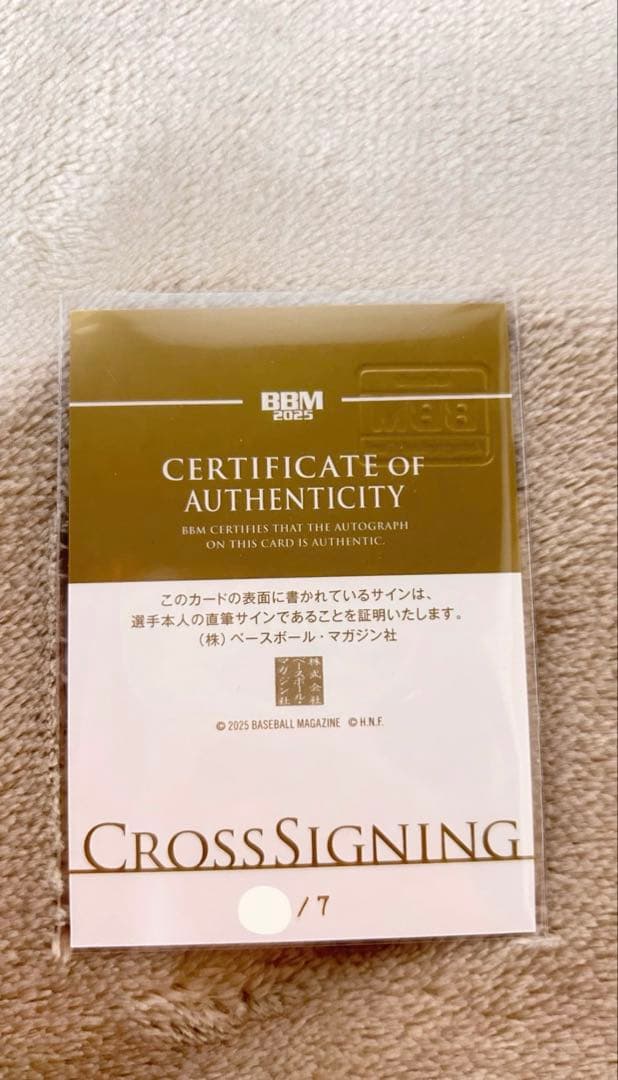 BBM
2025
CERTIFICATE OF
AUTHENTICITY
BBM CERTIFIES THAT THE AUTOGRAPH
ON THIS CARD IS AUTHENTIC.
このカードの表面に書かれているサインは、
選手本人の直筆サインであることを証明いたします。
(株)ベースボール・マガジン社
株式会社
ベースボール・
マガジン社
© 2025 BASEBALL MAGAZINE © H.N.F.
CROSSSIGNING
/ 7